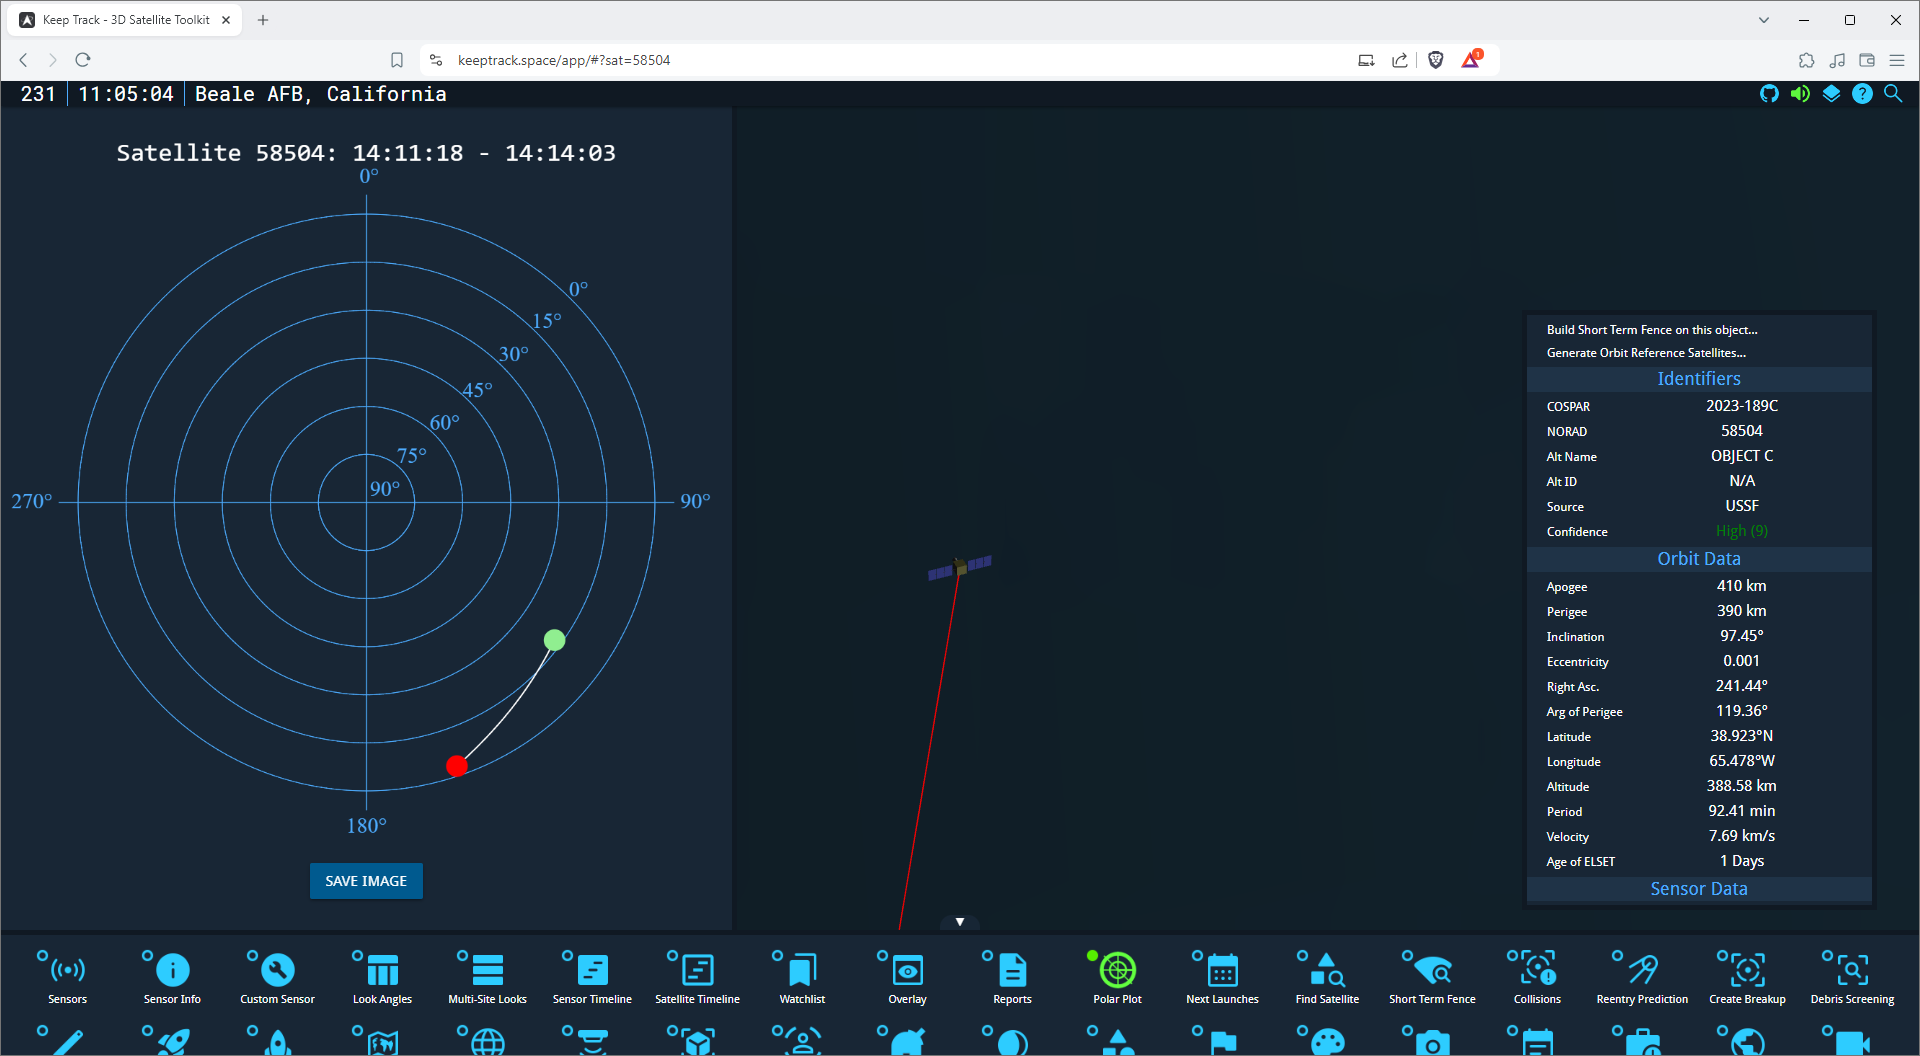 Keep Track - 3D Satellite Toolkit
keeptrack.space/app/#?sat=58504
1
231 11:05:04 Beale AFB, California
Satellite 58504: 14:11:18 - 14:14:03
0°
0°
15°
30°
45°
60°
75°
90°
270°
90°
180°
SAVE IMAGE
Build Short Term Fence on this object...
Generate Orbit Reference Satellites...
Identifiers
COSPAR 2023-189C
NORAD 58504
Alt Name OBJECT C
Alt ID N/A
Source USSF
Confidence High (9)
Orbit Data
Apogee 410 km
Perigee 390 km
Inclination 97.45°
Eccentricity 0.001
Right Asc. 241.44°
Arg of Perigee 119.36°
Latitude 38.923°N
Longitude 65.478°W
Altitude 388.58 km
Period 92.41 min
Velocity 7.69 km/s
Age of ELSET 1 Days
Sensor Data
Sensors Sensor Info Custom Sensor Look Angles Multi-Site Looks Sensor Timeline Satellite Timeline Watchlist Overlay Reports Polar Plot Next Launches Find Satellite Short Term Fence Collisions Reentry Prediction Create Breakup Debris Screening